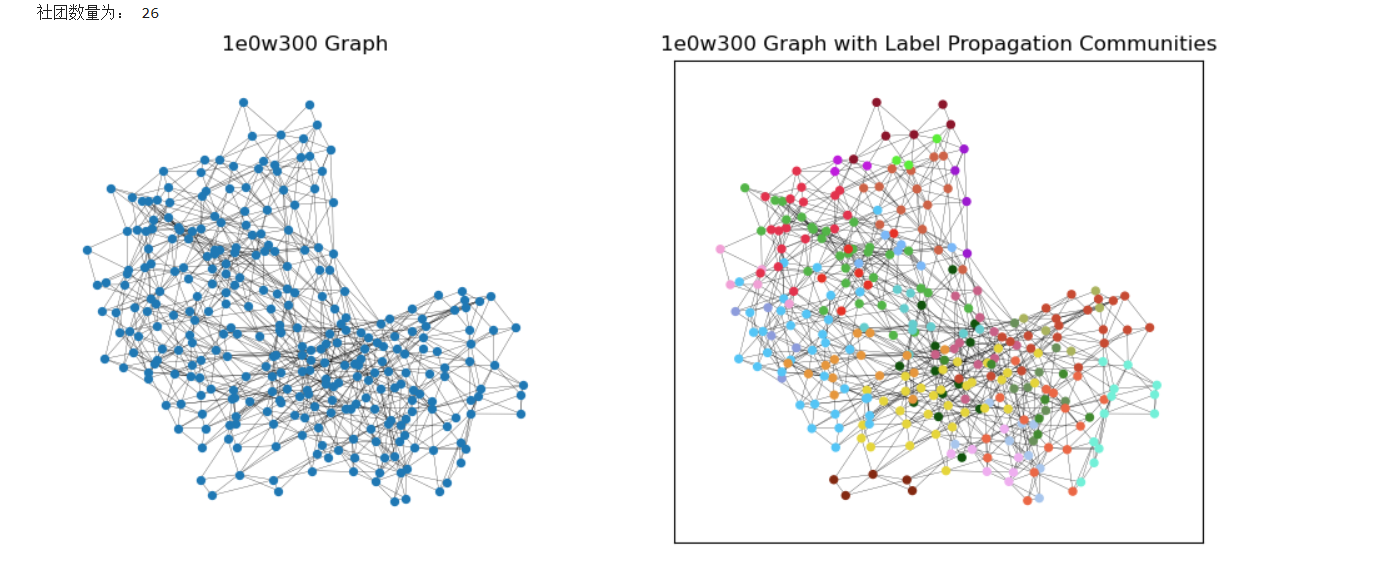 社团数量为： 26
1e0w300 Graph
1e0w300 Graph with Label Propagation Communities